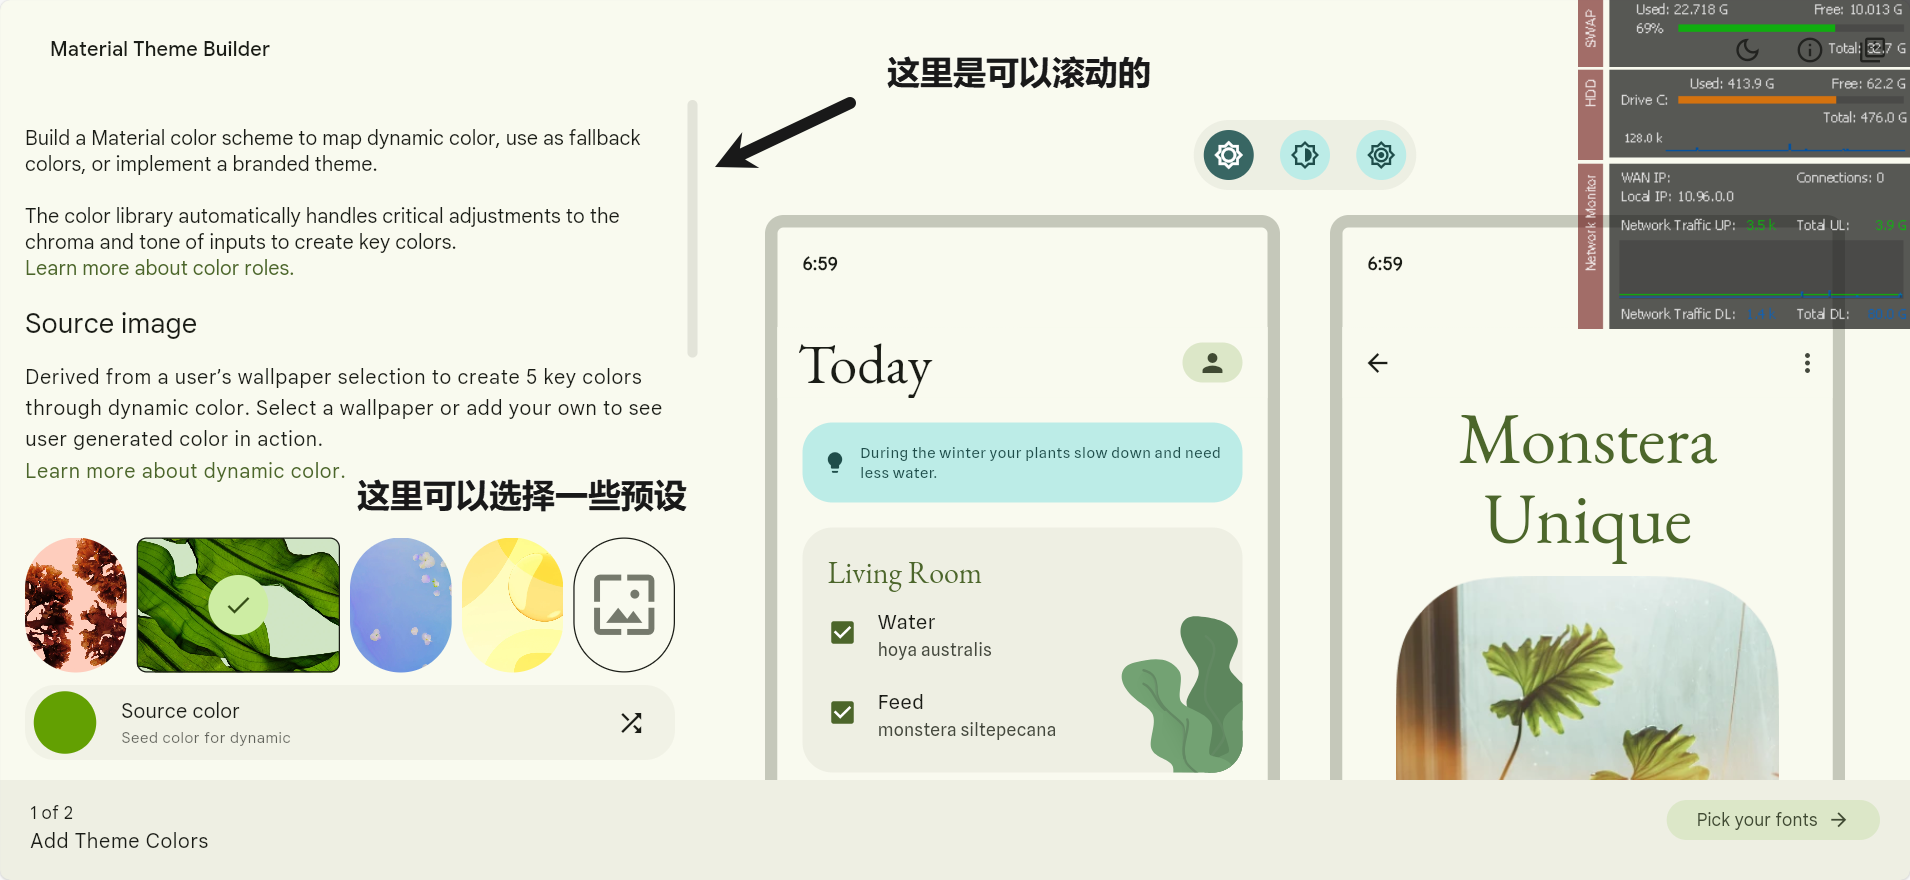 Material Theme Builder
这里是可以滚动的
Build a Material color scheme to map dynamic color, use as fallback
colors, or implement a branded theme.
The color library automatically handles critical adjustments to the
chroma and tone of inputs to create key colors.
Learn more about color roles.
Source image
Derived from a user’s wallpaper selection to create 5 key colors
through dynamic color. Select a wallpaper or add your own to see
user generated color in action.
Learn more about dynamic color.
这里可以选择一些预设
Source color
Seed color for dynamic
1 of 2
Add Theme Colors
6:59
Today
During the winter your plants slow down and need
less water.
Living Room
Water
hoya australis
Feed
monstera siltepecana
6:59
Monstera
Unique
Pick your fonts
SWAP
Used: 22.718 G Free: 10.013 G
69%
Total: 32.7 G
HDD
Used: 413.9 G Free: 62.2 G
Drive C:
Total: 476.0 G
128.0 k
Network Monitor
WAN IP: Connections: 0
Local IP: 10.96.0.0
Network Traffic UP: 3.5 k Total UL: 3.9 G
Network Traffic DL: Total DL: